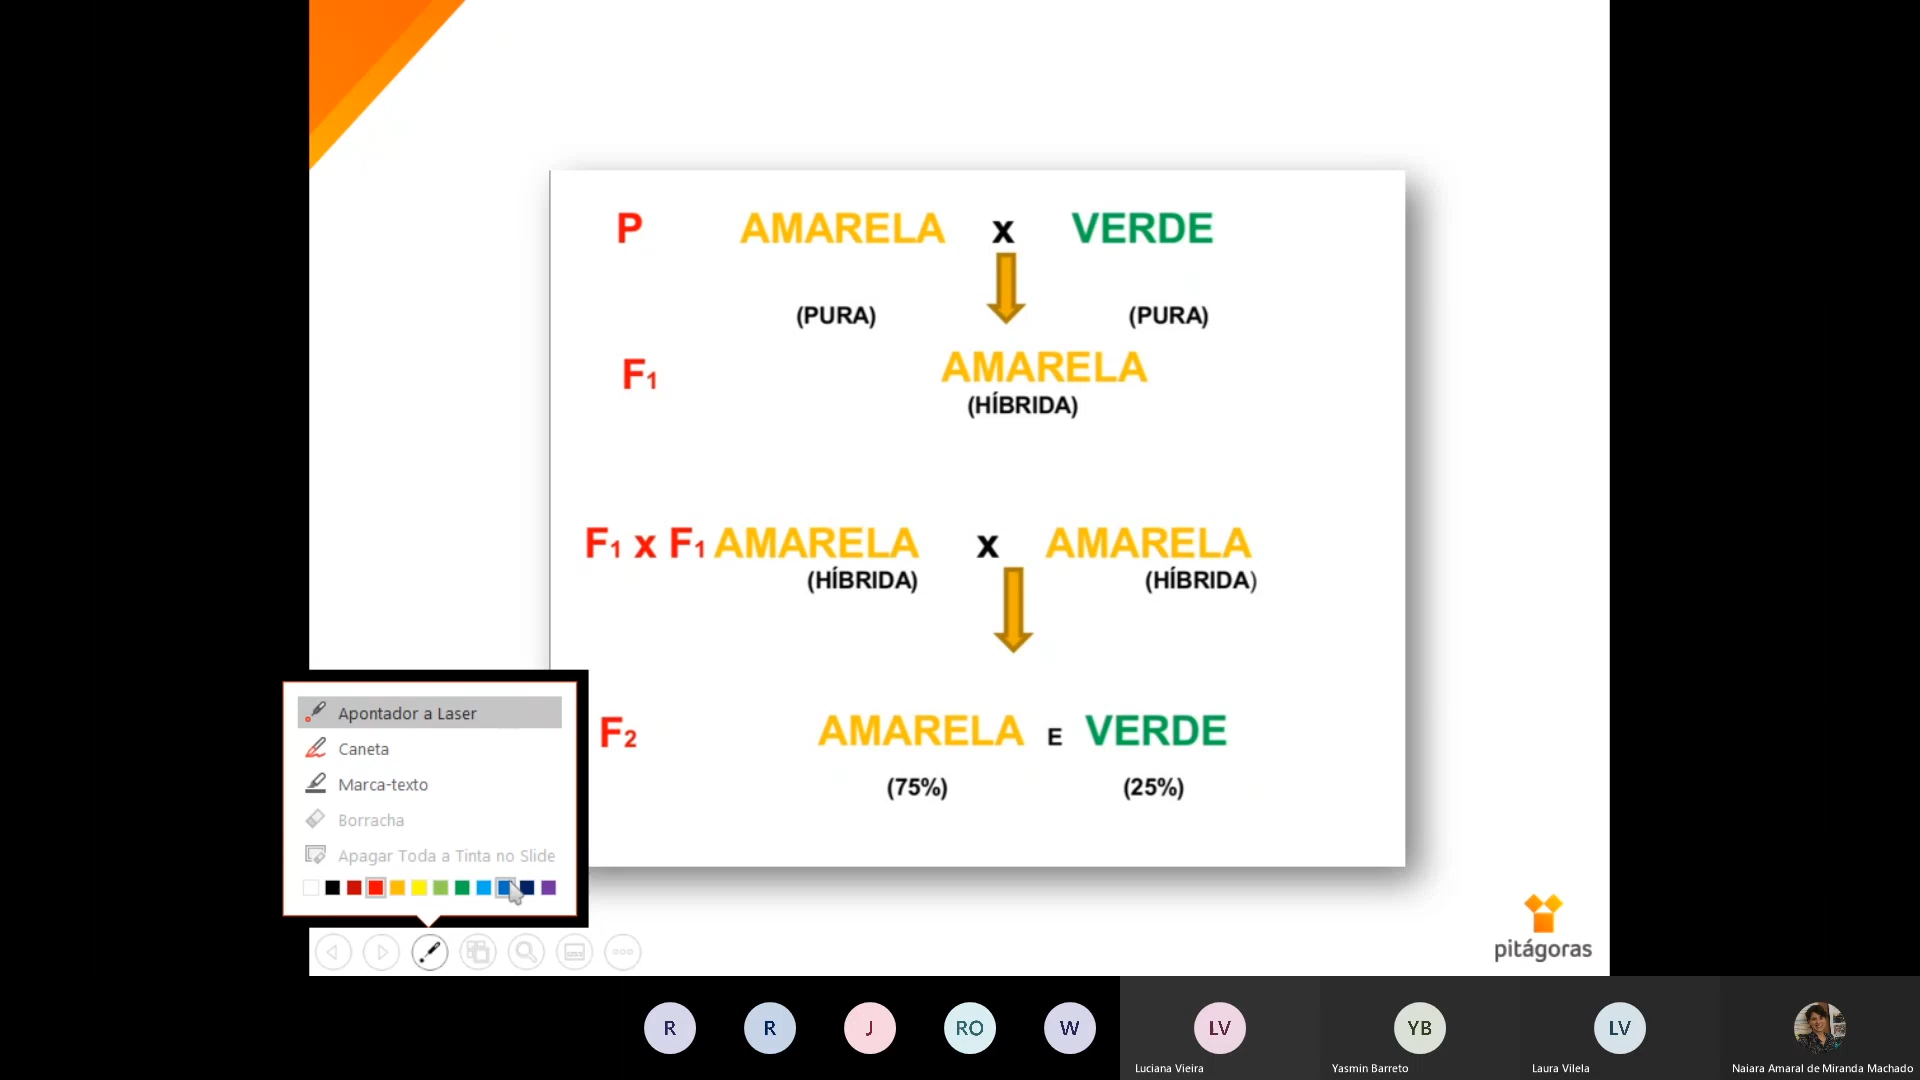 P AMARELA x VERDE
(PURA) (PURA)
F1 AMARELA
(HÍBRIDA)
F1 x F1 AMARELA x AMARELA
(HÍBRIDA) (HÍBRIDA)
F2 AMARELA E VERDE
(75%) (25%)
Apontador a Laser
Caneta
Marca-texto
Borracha
Apagar Toda a Tinta no Slide
pitágoras
R R J RO W LV YB LV
Luciana Vieira Yasmin Barreto Laura Vilela Naiara Amaral de Miranda Machado